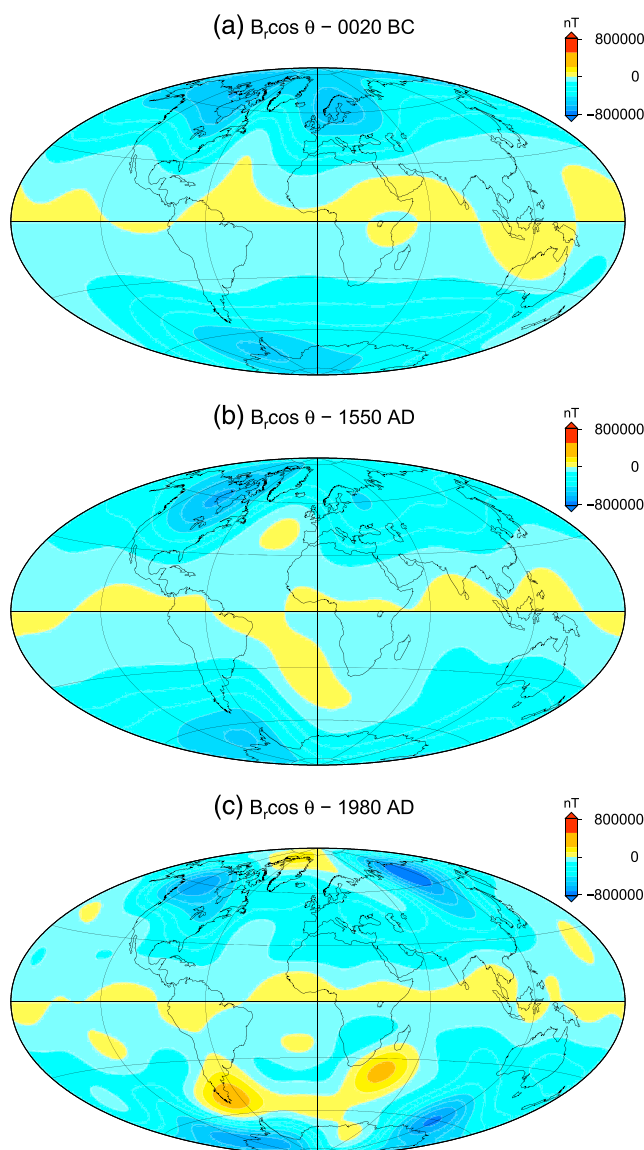 (a) Brcos θ – 0020 BC
nT
800000
0
−800000
(b) Brcos θ – 1550 AD
nT
800000
0
−800000
(c) Brcos θ – 1980 AD
nT
800000
0
−800000